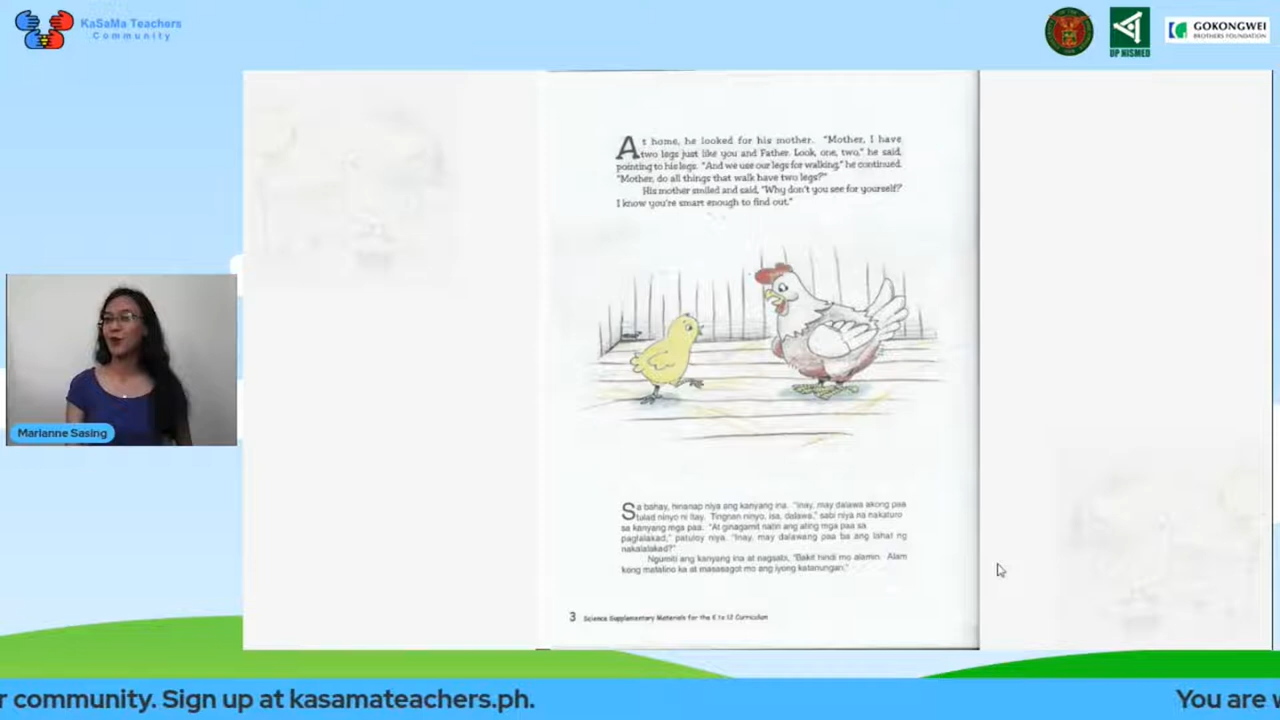 KaSaMa Teachers
Community
UP NISMED
GOKONGWEI
BROTHERS FOUNDATION
At home, he looked for his mother. "Mother, I have
two legs just like you and Father. Look, one, two," he said,
pointing to his legs. "And we use our legs for walking," he continued.
"Mother, do all things that walk have two legs?"
His mother smiled and said, "Why don't you see for yourself?
I know you're smart enough to find out."
Marianne Sasing
Sa bahay, hinanap niya ang kanyang ina. "Inay, may dalawa akong paa
tulad ninyo ni Itay. Tingnan ninyo, isa, dalawa," sabi niya na nakaturo
sa kanyang mga paa. "At ginagamit natin ang ating mga paa sa
paglalakad," patuloy niya. "Inay, may dalawang paa ba ang lahat ng
nakalalakad?"
Ngumiti ang kanyang ina at nagsabi, "Bakit hindi mo alamin. Alam
kong matalino ka at masasagot mo ang iyong katanungan."
3 Science Supplementary Materials for the K to 12 Curriculum
r community. Sign up at kasamateachers.ph.
You are w